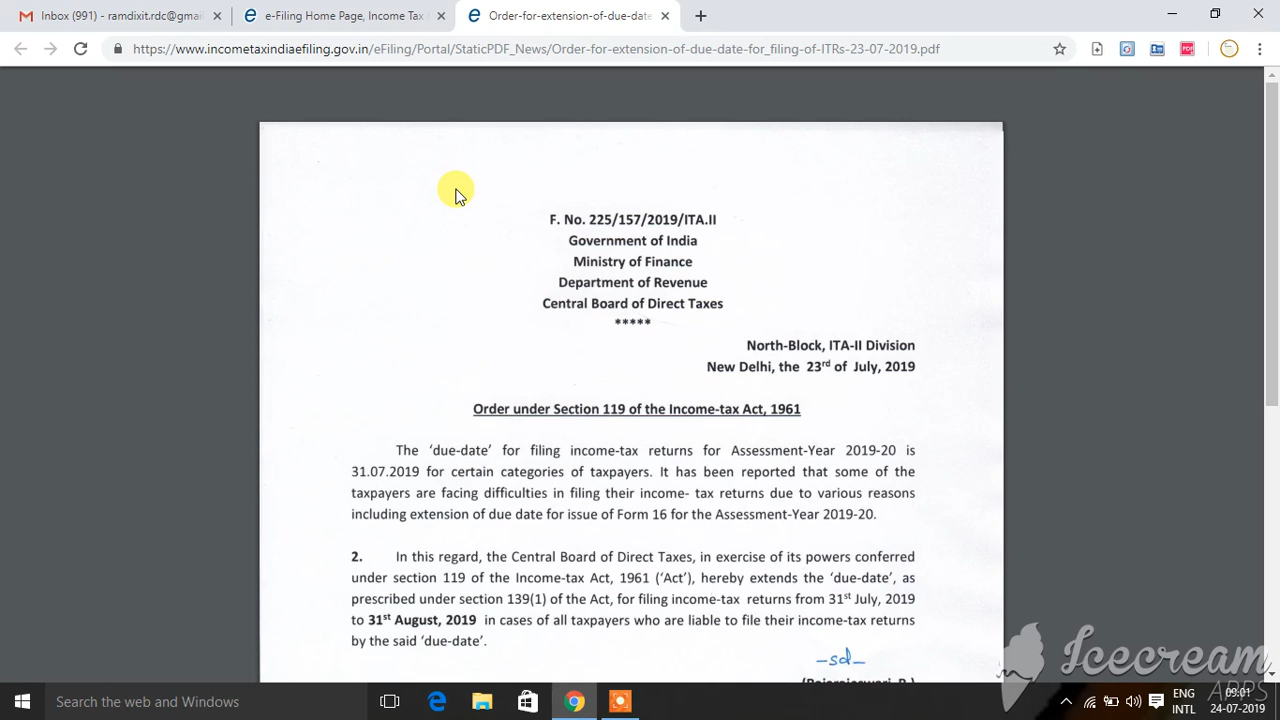 Inbox (991) - ramdixit.rdc@gmail.
e-Filing Home Page, Income Tax
Order-for-extension-of-due-date
https://www.incometaxindiaefiling.gov.in/eFiling/Portal/StaticPDF_News/Order-for-extension-of-due-date-for_filing-of-ITRs-23-07-2019.pdf
PDF
F. No. 225/157/2019/ITA.II
Government of India
Ministry of Finance
Department of Revenue
Central Board of Direct Taxes
*****
North-Block, ITA-II Division
New Delhi, the 23rd of July, 2019
Order under Section 119 of the Income-tax Act, 1961
The ‘due-date’ for filing income-tax returns for Assessment-Year 2019-20 is
31.07.2019 for certain categories of taxpayers. It has been reported that some of the
taxpayers are facing difficulties in filing their income- tax returns due to various reasons
including extension of due date for issue of Form 16 for the Assessment-Year 2019-20.
2. In this regard, the Central Board of Direct Taxes, in exercise of its powers conferred
under section 119 of the Income-tax Act, 1961 (‘Act’), hereby extends the ‘due-date’, as
prescribed under section 139(1) of the Act, for filing income-tax returns from 31st July, 2019
to 31st August, 2019 in cases of all taxpayers who are liable to file their income-tax returns
by the said ‘due-date’.
-sd-
(Rajarajeswari. R.)
Icecream
APPS
Search the web and Windows
ENG
INTL
09:01
24-07-2019